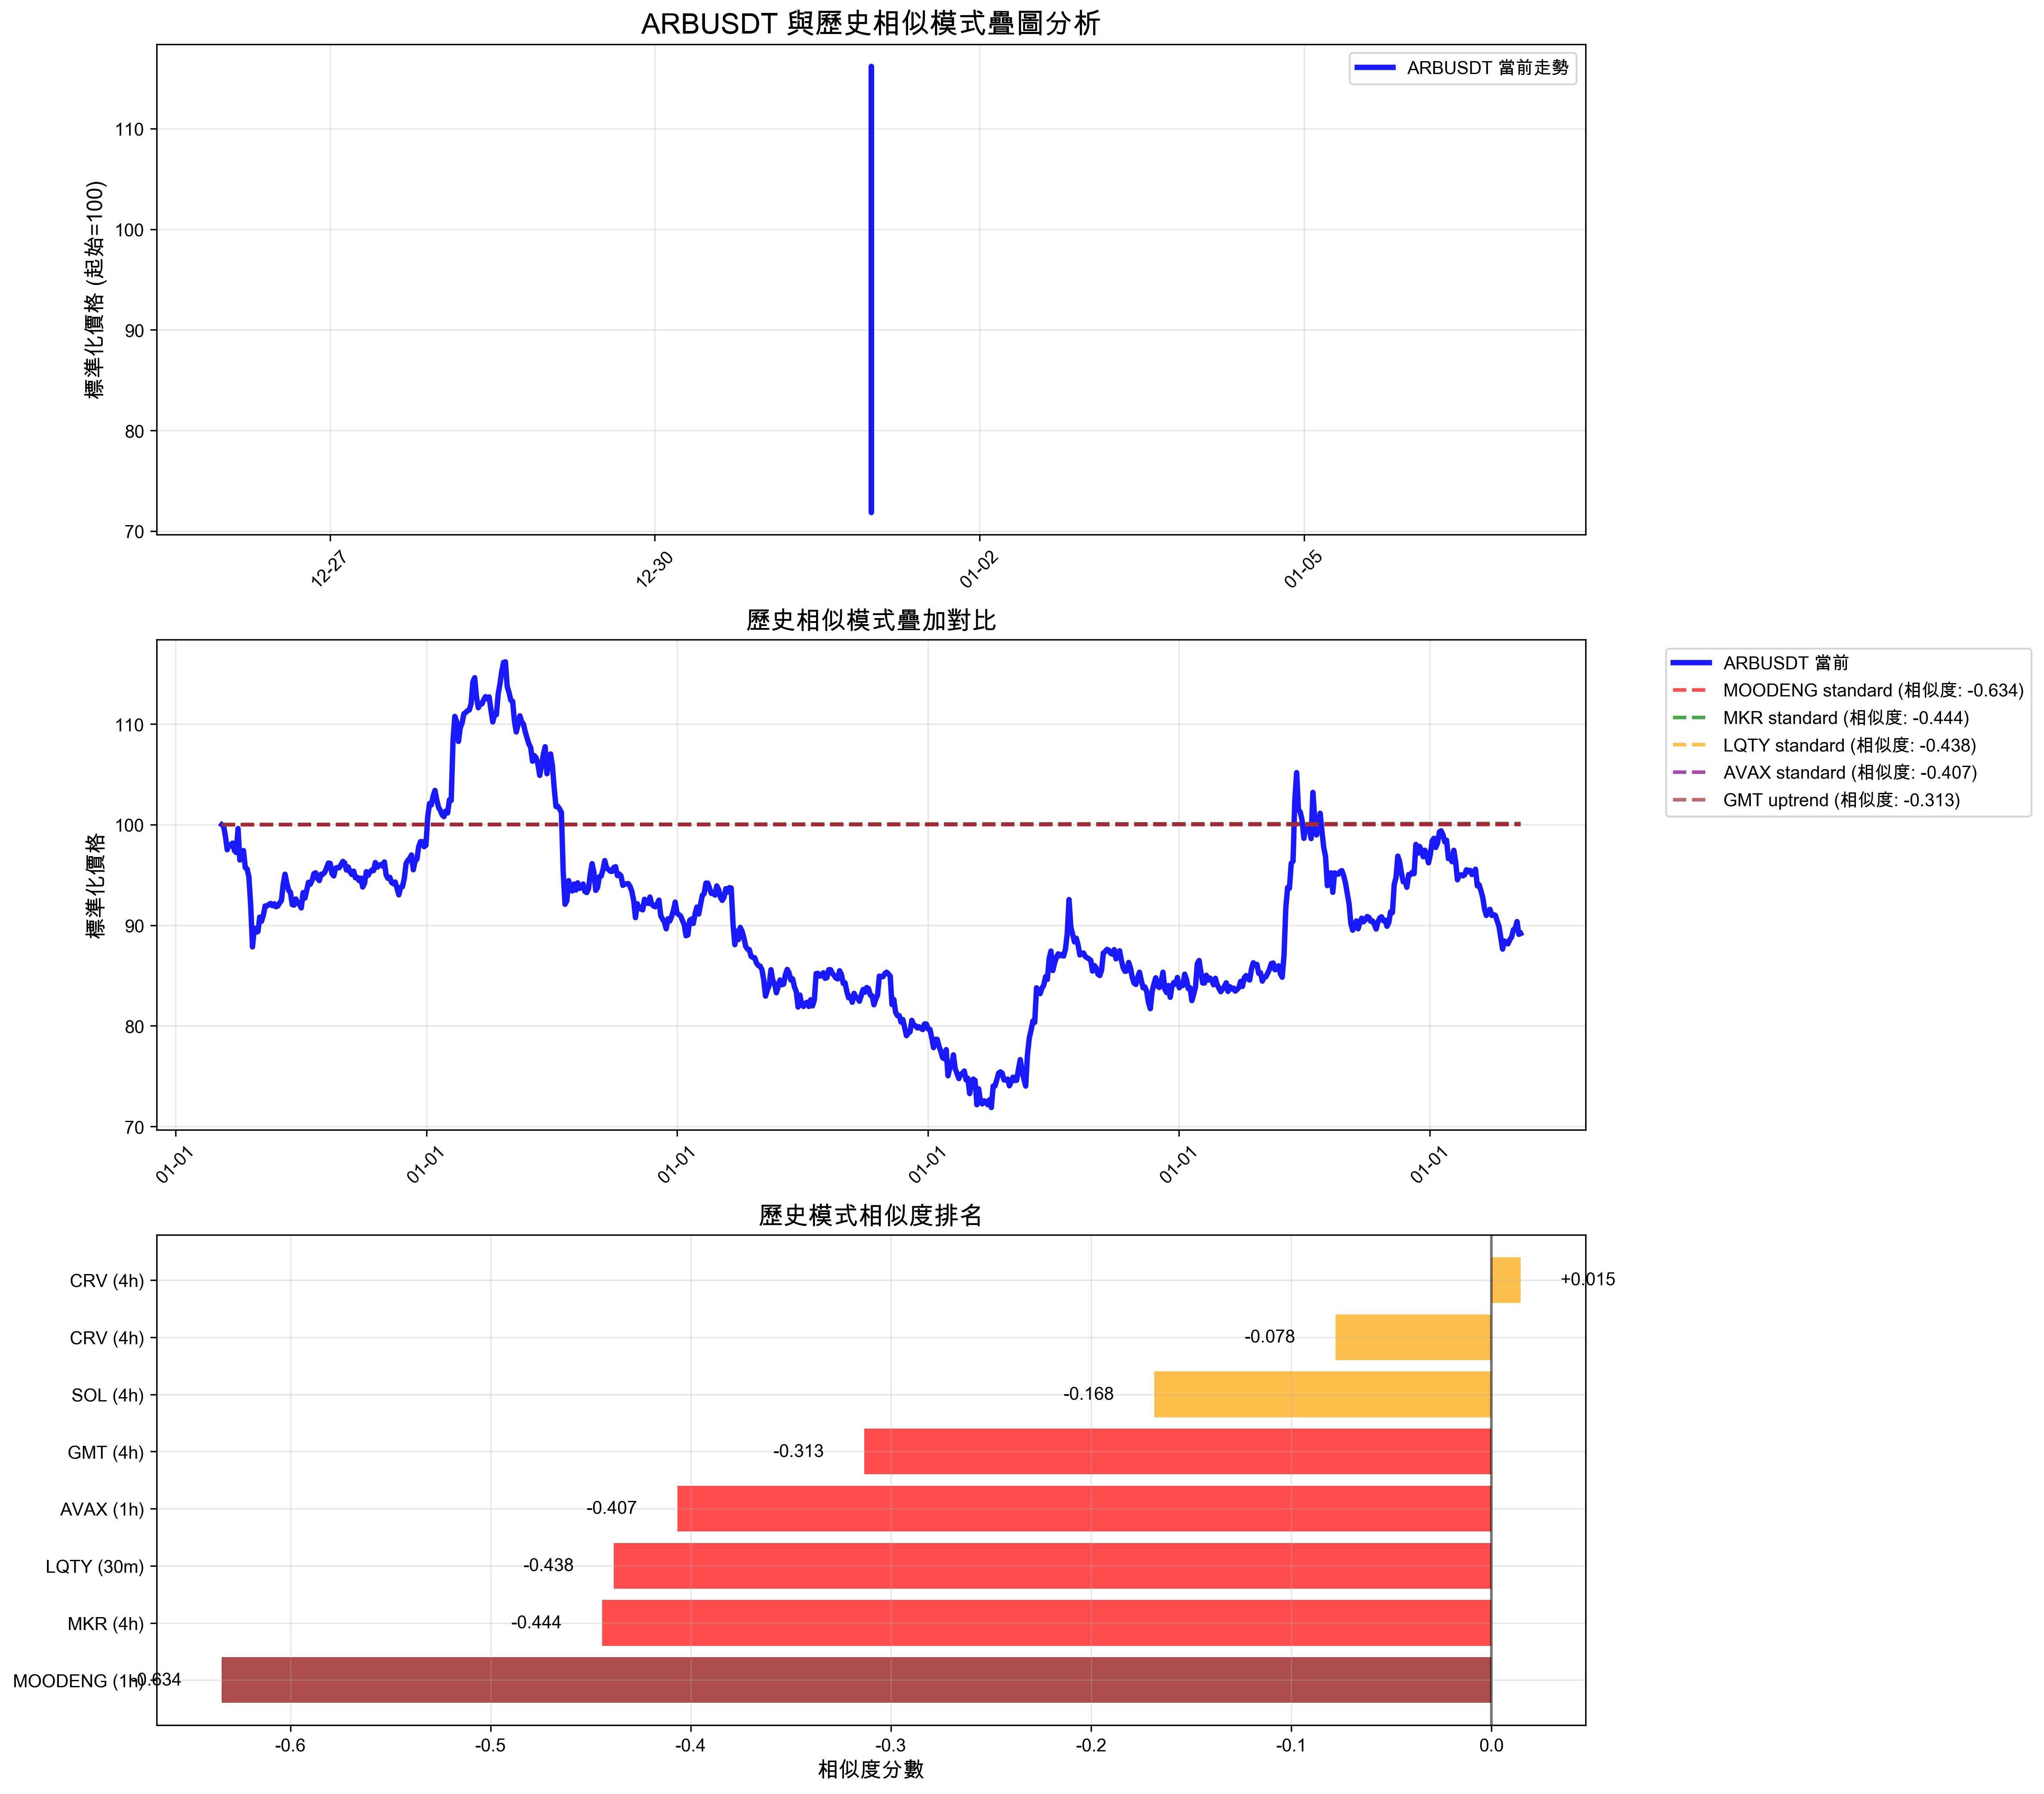 ARBUSDT 與歷史相似模式疊圖分析
ARBUSDT 當前走勢
標準化價格 (起始=100)
110
100
90
80
70
12-27
12-30
01-02
01-05
歷史相似模式疊加對比
ARBUSDT 當前
MOODENG standard (相似度: -0.634)
MKR standard (相似度: -0.444)
LQTY standard (相似度: -0.438)
AVAX standard (相似度: -0.407)
GMT uptrend (相似度: -0.313)
標準化價格
110
100
90
80
70
01-01
01-01
01-01
01-01
01-01
01-01
歷史模式相似度排名
CRV (4h)
+0.015
CRV (4h)
-0.078
SOL (4h)
-0.168
GMT (4h)
-0.313
AVAX (1h)
-0.407
LQTY (30m)
-0.438
MKR (4h)
-0.444
MOODENG (1h)
-0.634
-0.6
-0.5
-0.4
-0.3
-0.2
-0.1
0.0
相似度分數